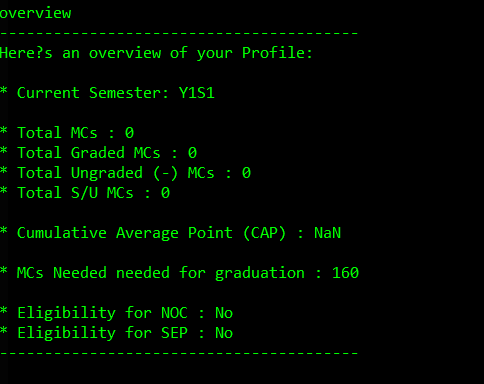 overview
----------------------------------------
Here?s an overview of your Profile:
* Current Semester: Y1S1
* Total MCs : 0
* Total Graded MCs : 0
* Total Ungraded (-) MCs : 0
* Total S/U MCs : 0
* Cumulative Average Point (CAP) : NaN
* MCs Needed needed for graduation : 160
* Eligibility for NOC : No
* Eligibility for SEP : No
----------------------------------------